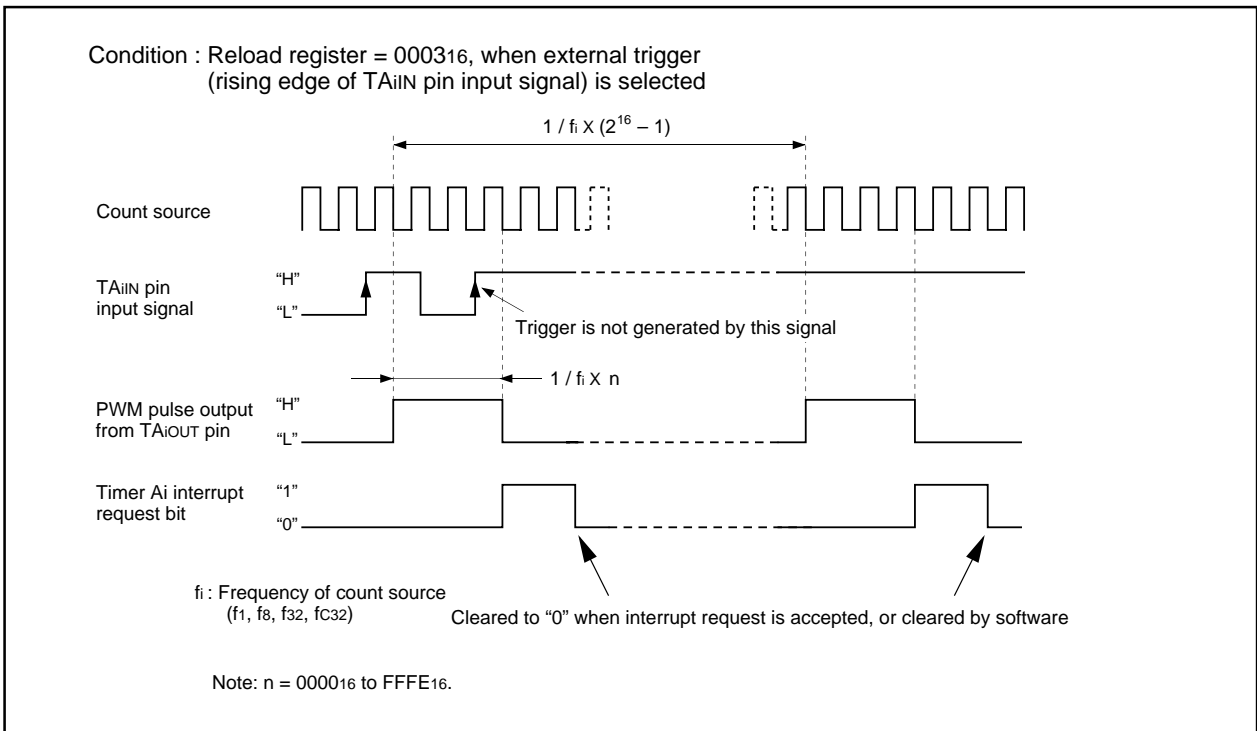 Condition : Reload register = 000316, when external trigger
(rising edge of TAiIN pin input signal) is selected
1 / fi X (2^16 – 1)
Count source
TAiIN pin
input signal
“H”
“L”
Trigger is not generated by this signal
1 / fi X n
PWM pulse output
from TAiOUT pin
“H”
“L”
Timer Ai interrupt
request bit
“1”
“0”
fi : Frequency of count source
(f1, f8, f32, fC32)
Cleared to “0” when interrupt request is accepted, or cleared by software
Note: n = 000016 to FFFE16.